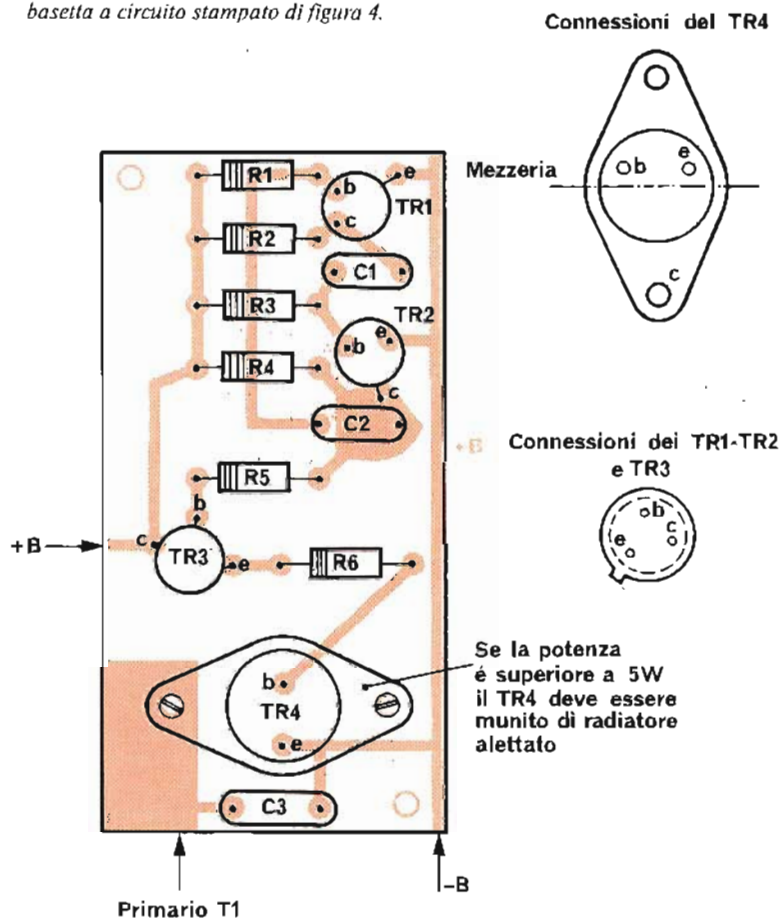 basetta a circuito stampato di figura 4.
Connessioni del TR4
Mezzeria
b
e
c
R1
b
e
TR1
c
R2
C1
R3
TR2
e
b
R4
c
C2
+B
Connessioni dei TR1-TR2
e TR3
b
c
e
R5
b
+B
c
TR3
e
R6
Se la potenza
é superiore a 5W
il TR4 deve essere
munito di radiatore
alettato
b
TR4
e
C3
-B
Primario T1